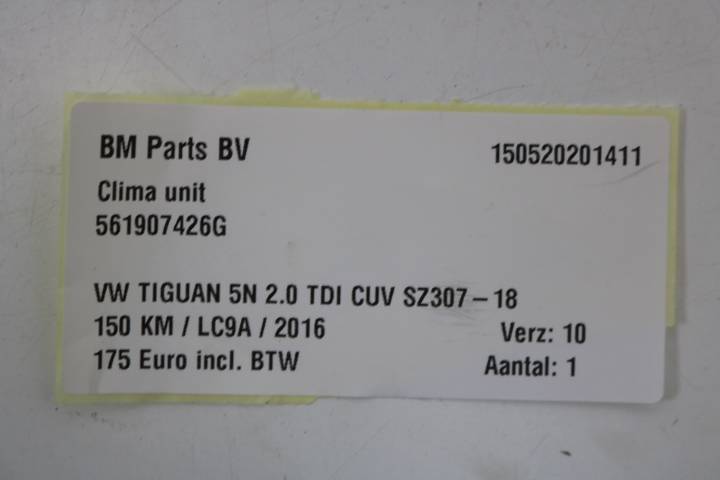 BM Parts BV 150520201411
Clima unit
561907426G
VW TIGUAN 5N 2.0 TDI CUV SZ307-18
150 KM / LC9A / 2016 Verz: 10
175 Euro incl. BTW Aantal: 1